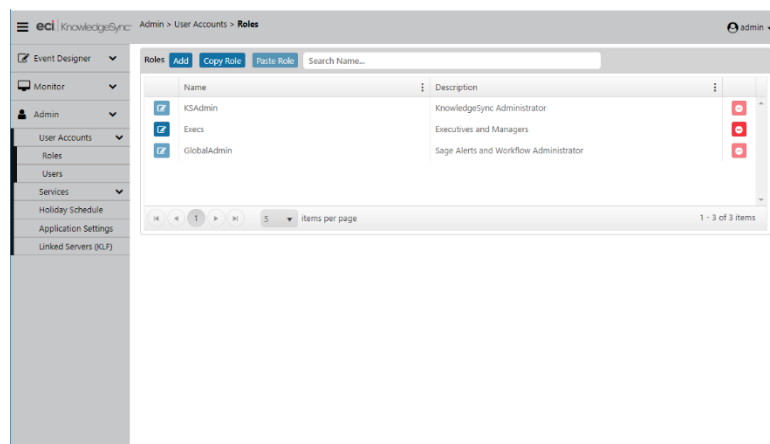 eci KnowledgeSync
Admin > User Accounts > Roles
admin
Event Designer
Monitor
Admin
User Accounts
Roles
Users
Services
Holiday Schedule
Application Settings
Linked Servers (KLF)
Roles Add Copy Role Paste Role Search Name...
Name Description
KSAdmin KnowledgeSync Administrator
Execs Executives and Managers
GlobalAdmin Sage Alerts and Workflow Administrator
1 5 items per page 1 - 3 of 3 items